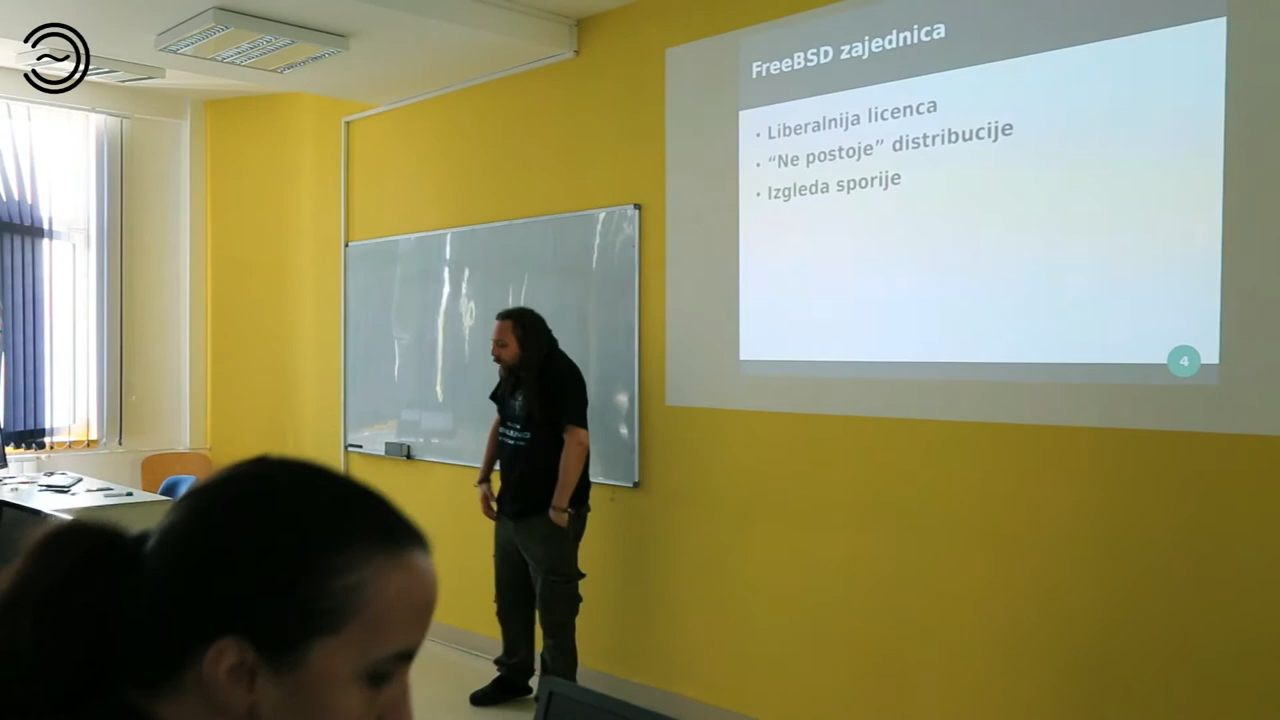 FreeBSD zajednica
• Liberalnija licenca
• “Ne postoje” distribucije
• Izgleda sporije
4